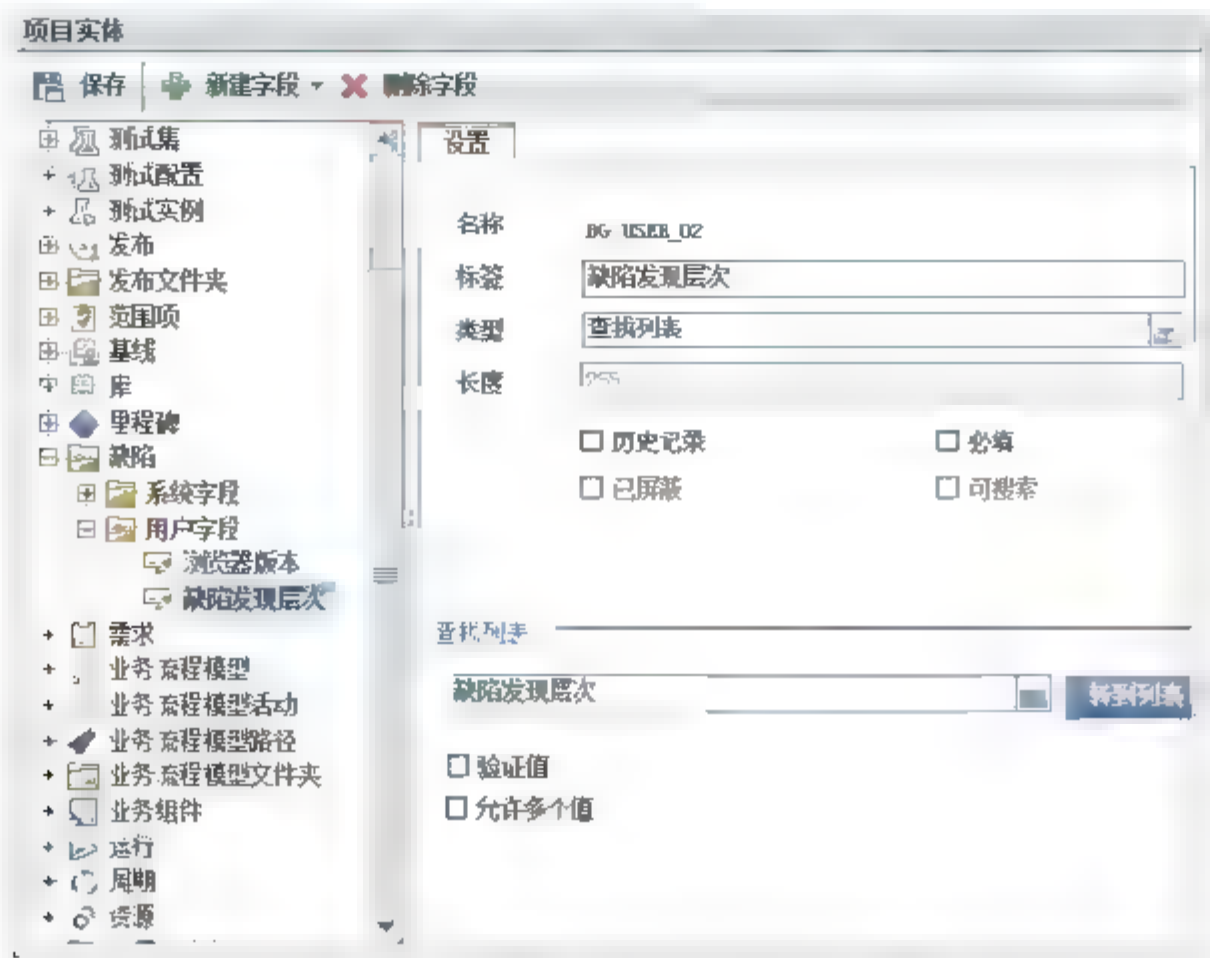 项目实体
保存 新建字段 删除字段
测试集
测试配置
测试实例
发布
发布文件夹
范围项
基线
库
里程碑
缺陷
系统字段
用户字段
浏览器版本
缺陷发现层次
需求
业务流程模型
业务流程模型活动
业务流程模型路径
业务流程模型文件夹
业务组件
运行
周期
资源
设置
名称 BG_USER_02
标签 缺陷发现层次
类型 查找列表
长度 255
历史记录 必填
已屏蔽 可搜索
查找列表
缺陷发现层次 转到列表
验证值
允许多个值